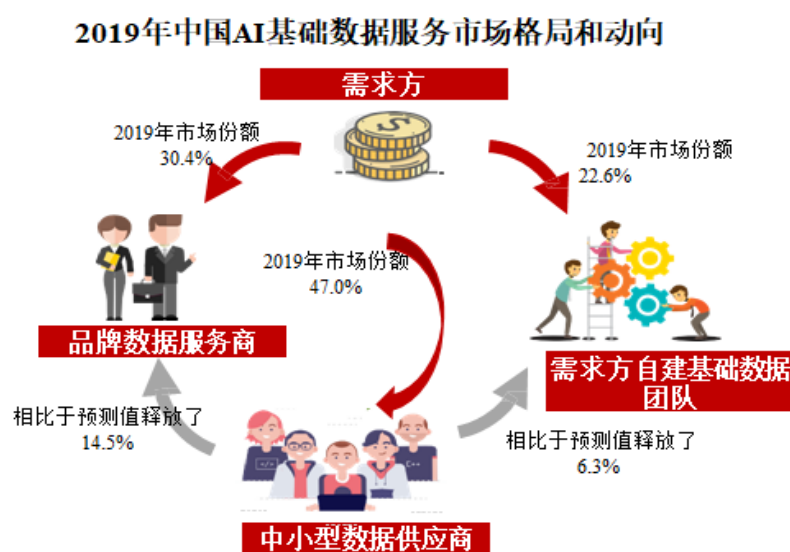 2019年中国AI基础数据服务市场格局和动向
需求方
2019年市场份额
30.4%
2019年市场份额
22.6%
2019年市场份额
47.0%
品牌数据服务商
需求方自建基础数据
团队
相比于预测值释放了
14.5%
相比于预测值释放了
6.3%
中小型数据供应商